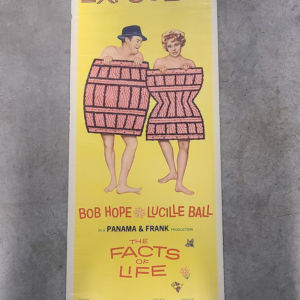 BOB HOPE LUCILLE BALL
IN A PANAMA & FRANK PRODUCTION
THE
FACTS
OF
LIFE